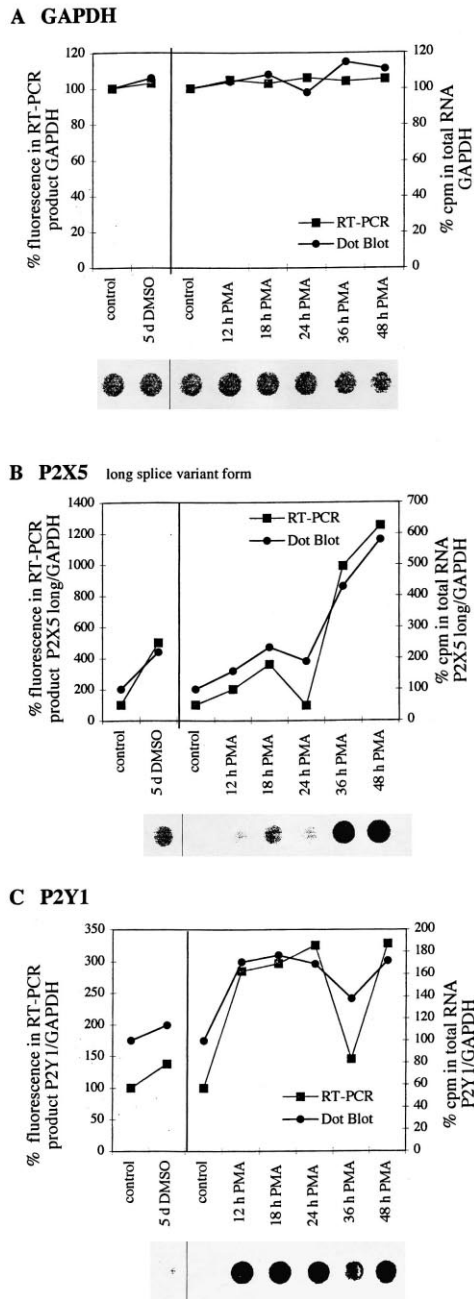 A GAPDH
120
100
80
60
40
20
0
% fluorescence in RT-PCR
product GAPDH
120
100
80
60
40
20
0
% cpm in total RNA
GAPDH
RT-PCR
Dot Blot
control
5 d DMSO
control
12 h PMA
18 h PMA
24 h PMA
36 h PMA
48 h PMA
B P2X5 long splice variant form
1400
1200
1000
800
600
400
200
0
% fluorescence in RT-PCR
product P2X5 long/GAPDH
700
600
500
400
300
200
100
0
% cpm in total RNA
P2X5 long/GAPDH
RT-PCR
Dot Blot
control
5 d DMSO
control
12 h PMA
18 h PMA
24 h PMA
36 h PMA
48 h PMA
C P2Y1
350
300
250
200
150
100
50
0
% fluorescence in RT-PCR
product P2Y1/GAPDH
200
180
160
140
120
100
80
60
40
20
0
% cpm in total RNA
P2Y1/GAPDH
RT-PCR
Dot Blot
control
5 d DMSO
control
12 h PMA
18 h PMA
24 h PMA
36 h PMA
48 h PMA